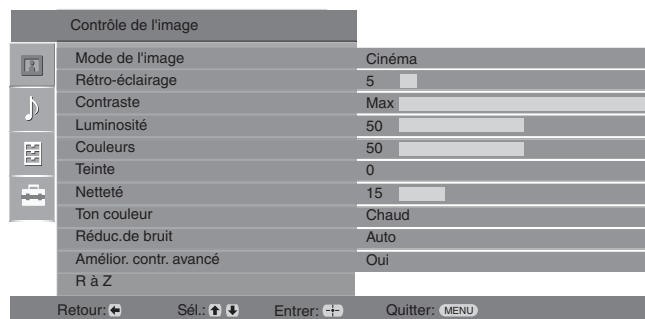 Contrôle de l'image
Mode de l'image Cinéma
Rétro-éclairage 5
Contraste Max
Luminosité 50
Couleurs 50
Teinte 0
Netteté 15
Ton couleur Chaud
Réduc.de bruit Auto
Amélior. contr. avancé Oui
R à Z
Retour: Sél.: Entrer: Quitter: MENU